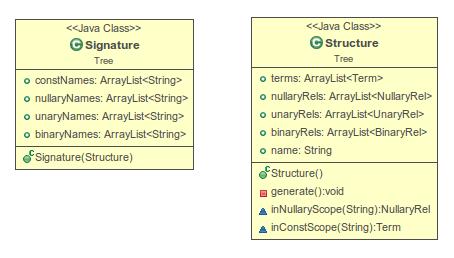 <<Java Class>>
Signature
Tree
constNames: ArrayList<String>
nullaryNames: ArrayList<String>
unaryNames: ArrayList<String>
binaryNames: ArrayList<String>
Signature(Structure)
<<Java Class>>
Structure
Tree
terms: ArrayList<Term>
nullaryRels: ArrayList<NullaryRel>
unaryRels: ArrayList<UnaryRel>
binaryRels: ArrayList<BinaryRel>
name: String
Structure()
generate():void
inNullaryScope(String):NullaryRel
inConstScope(String):Term